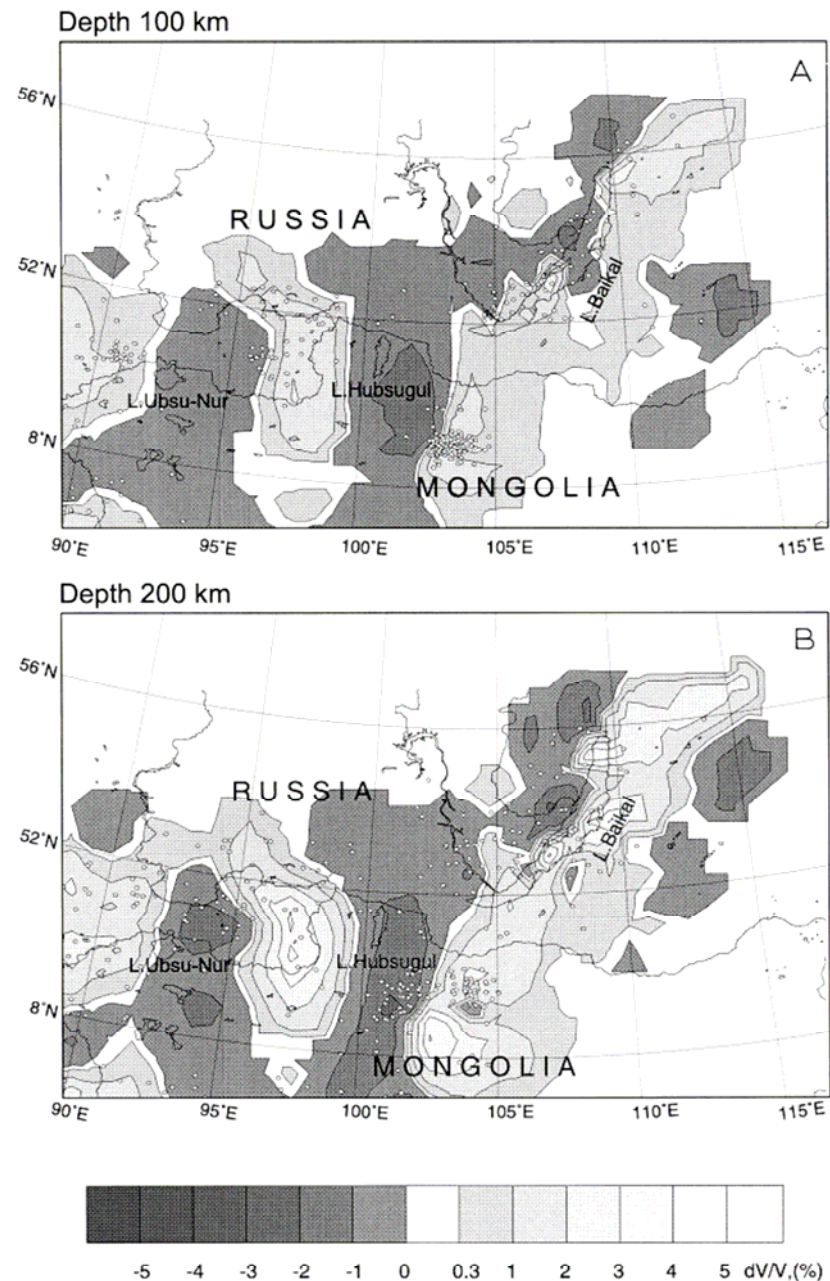 Depth 100 km
A
56°N
RUSSIA
52°N
L.Baikal
L.Hubsugul
L.Ubsu-Nur
8°N
MONGOLIA
90°E 95°E 100°E 105°E 110°E 115°E
Depth 200 km
B
56°N
RUSSIA
52°N
L.Baikal
L.Ubsu-Nur
L.Hubsugul
8°N
MONGOLIA
90°E 95°E 100°E 105°E 110°E 115°E
-5 -4 -3 -2 -1 0 0.3 1 2 3 4 5 dV/V,(%)